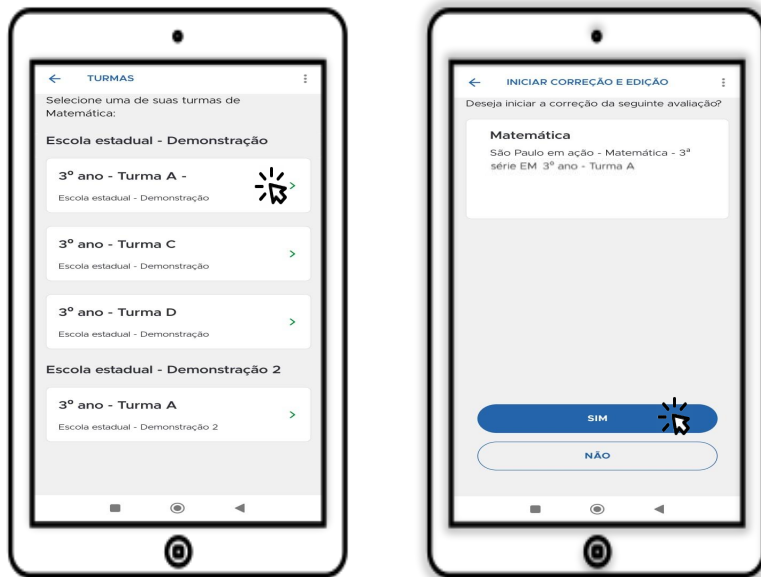 TURMAS
Selecione uma de suas turmas de
Matemática:
Escola estadual - Demonstração
3º ano - Turma A -
Escola estadual - Demonstração
3º ano - Turma C
Escola estadual - Demonstração
3º ano - Turma D
Escola estadual - Demonstração
Escola estadual - Demonstração 2
3º ano - Turma A
Escola estadual - Demonstração 2
INICIAR CORREÇÃO E EDIÇÃO
Deseja iniciar a correção da seguinte avaliação?
Matemática
São Paulo em ação - Matemática - 3ª
série EM 3º ano - Turma A
SIM
NÃO